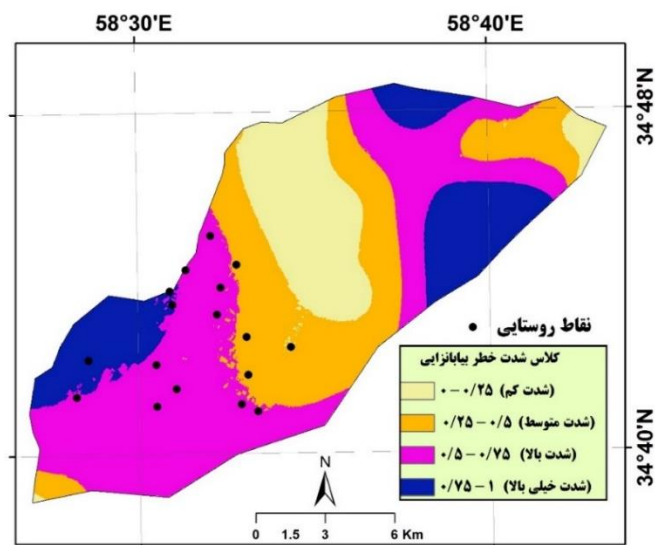 58°30'E
58°40'E
34°48'N
نقاط روستایی
کلاس شدت خطر بیابانزایی
۰ – ۰/۲۵ (شدت کم)
۰/۲۵ – ۰/۵ (شدت متوسط)
۰/۵ – ۰/۷۵ (شدت بالا)
۰/۷۵ – ۱ (شدت خیلی بالا)
34°40'N
N
0 1.5 3 6 Km